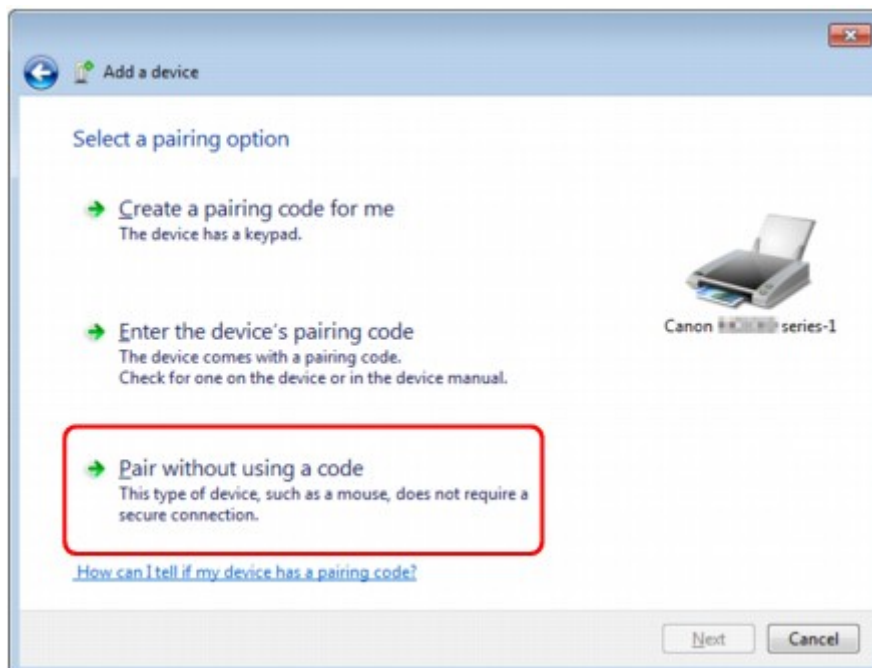 Add a device
Select a pairing option
Create a pairing code for me
The device has a keypad.
Enter the device's pairing code
The device comes with a pairing code.
Check for one on the device or in the device manual.
Canon series-1
Pair without using a code
This type of device, such as a mouse, does not require a
secure connection.
How can I tell if my device has a pairing code?
Next
Cancel